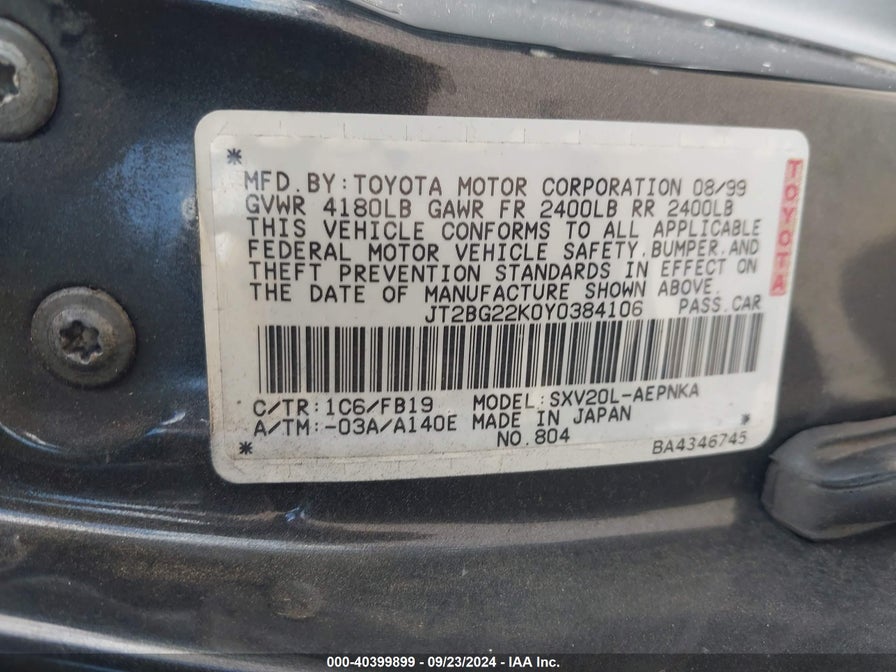 MFD.BY:TOYOTA MOTOR CORPORATION 08/99
GVWR 4180LB GAWR FR 2400LB RR 2400LB
THIS VEHICLE CONFORMS TO ALL APPLICABLE
FEDERAL MOTOR VEHICLE SAFETY,BUMPER,AND
THEFT PREVENTION STANDARDS IN EFFECT ON
THE DATE OF MANUFACTURE SHOWN ABOVE.
JT2BG22K0Y0384106 PASS.CAR
C/TR:1C6/FB19 MODEL:SXV20L-AEPNKA
A/TM:-03A/A140E MADE IN JAPAN
NO.804
BA4346745
TOYOTA
000-40399899 - 09/23/2024 - IAA Inc.